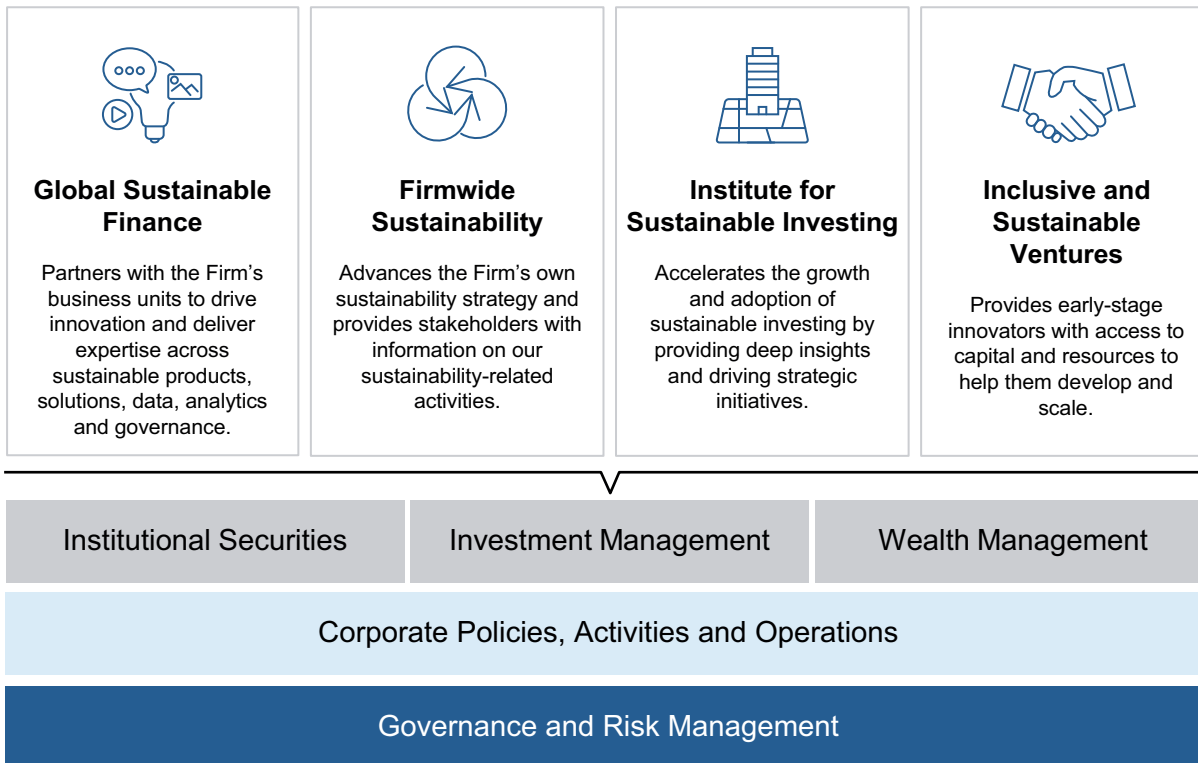 Global Sustainable
Finance
Partners with the Firm’s
business units to drive
innovation and deliver
expertise across
sustainable products,
solutions, data, analytics
and governance.
Firmwide
Sustainability
Advances the Firm’s own
sustainability strategy and
provides stakeholders with
information on our
sustainability-related
activities.
Institute for
Sustainable Investing
Accelerates the growth
and adoption of
sustainable investing by
providing deep insights
and driving strategic
initiatives.
Inclusive and
Sustainable
Ventures
Provides early-stage
innovators with access to
capital and resources to
help them develop and
scale.
Institutional Securities
Investment Management
Wealth Management
Corporate Policies, Activities and Operations
Governance and Risk Management